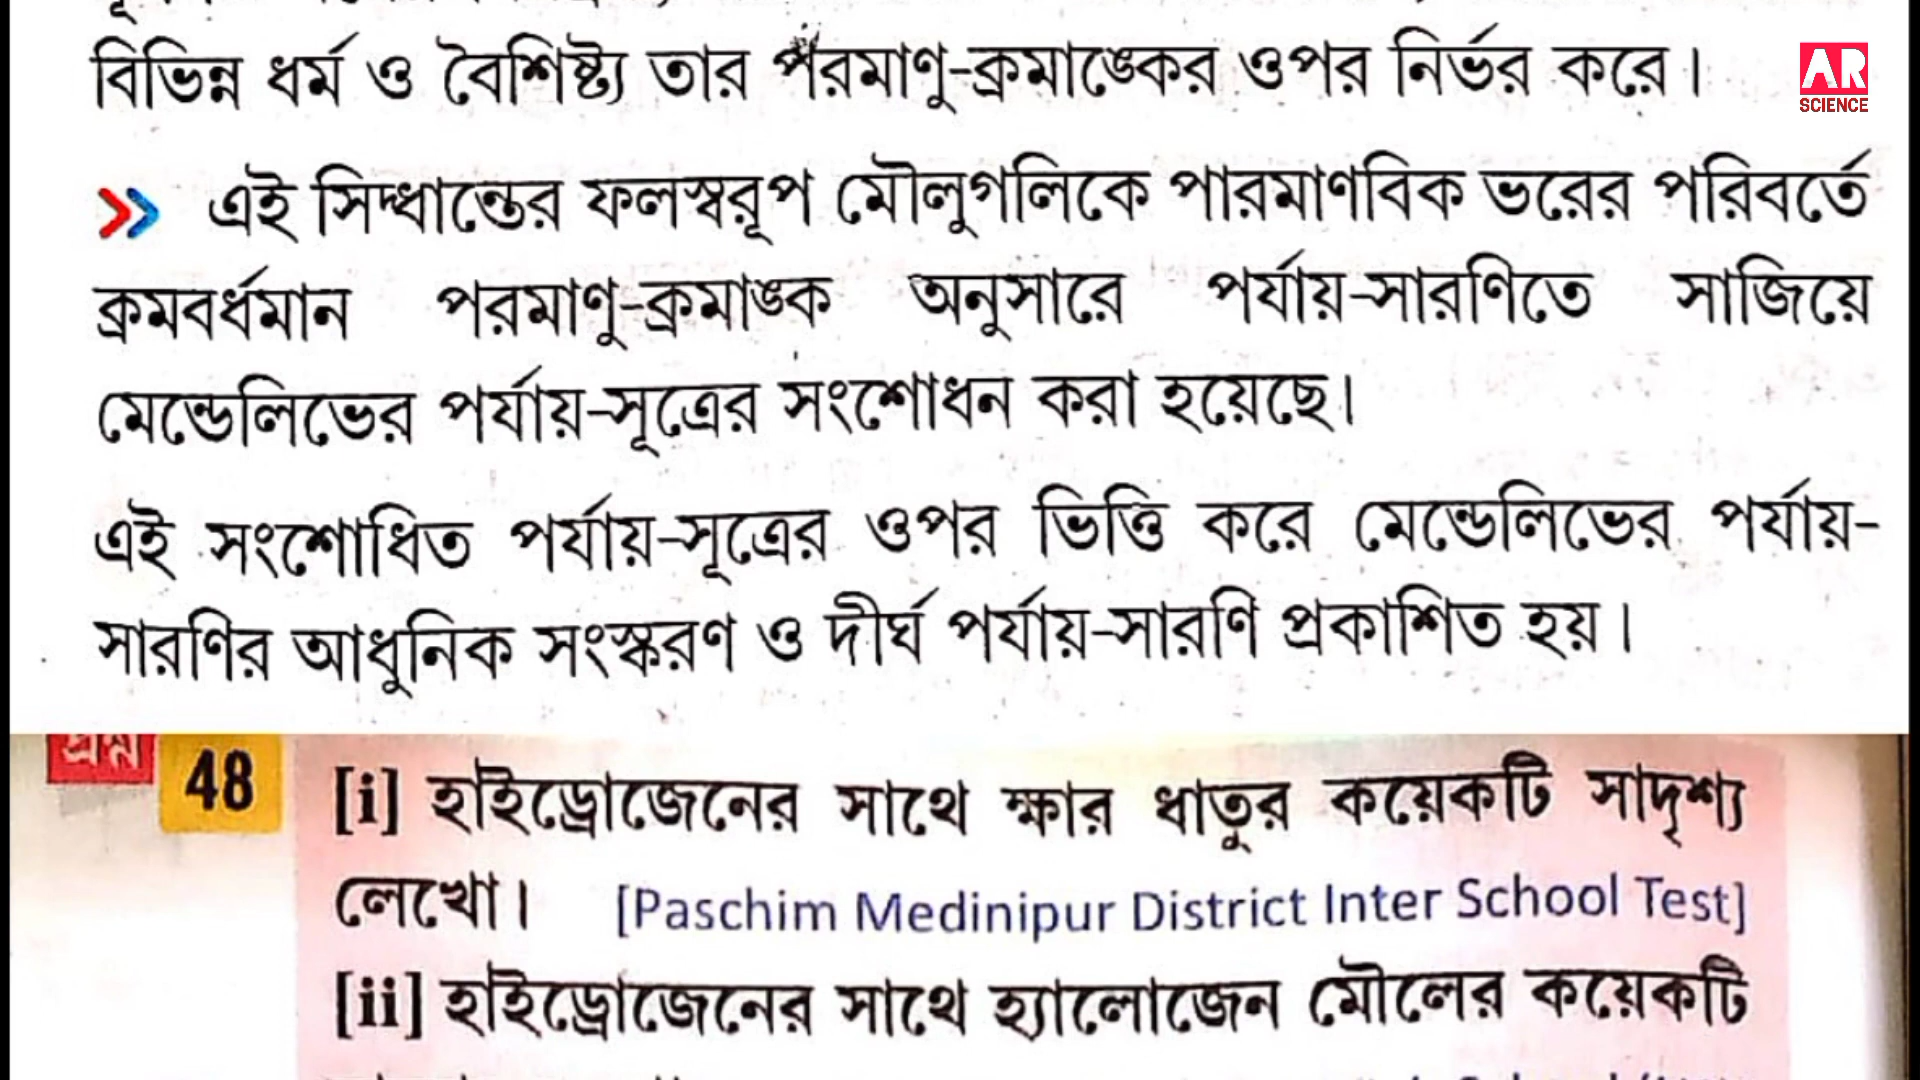 বিভিন্ন ধর্ম ও বৈশিষ্ট্য তার পরমাণু-ক্রমাঙ্কের ওপর নির্ভর করে।
AR
SCIENCE
এই সিদ্ধান্তের ফলস্বরূপ মৌলুগলিকে পারমাণবিক ভরের পরিবর্তে
ক্রমবর্ধমান পরমাণু-ক্রমাঙ্ক অনুসারে পর্যায়-সারণিতে সাজিয়ে
মেন্ডেলিভের পর্যায়-সূত্রের সংশোধন করা হয়েছে।
এই সংশোধিত পর্যায়-সূত্রের ওপর ভিত্তি করে মেন্ডেলিভের পর্যায়-
সারণির আধুনিক সংস্করণ ও দীর্ঘ পর্যায়-সারণি প্রকাশিত হয়।
প্রশ্ন 48 [i] হাইড্রোজেনের সাথে ক্ষার ধাতুর কয়েকটি সাদৃশ্য
লেখো। [Paschim Medinipur District Inter School Test]
[ii] হাইড্রোজেনের সাথে হ্যালোজেন মৌলের কয়েকটি